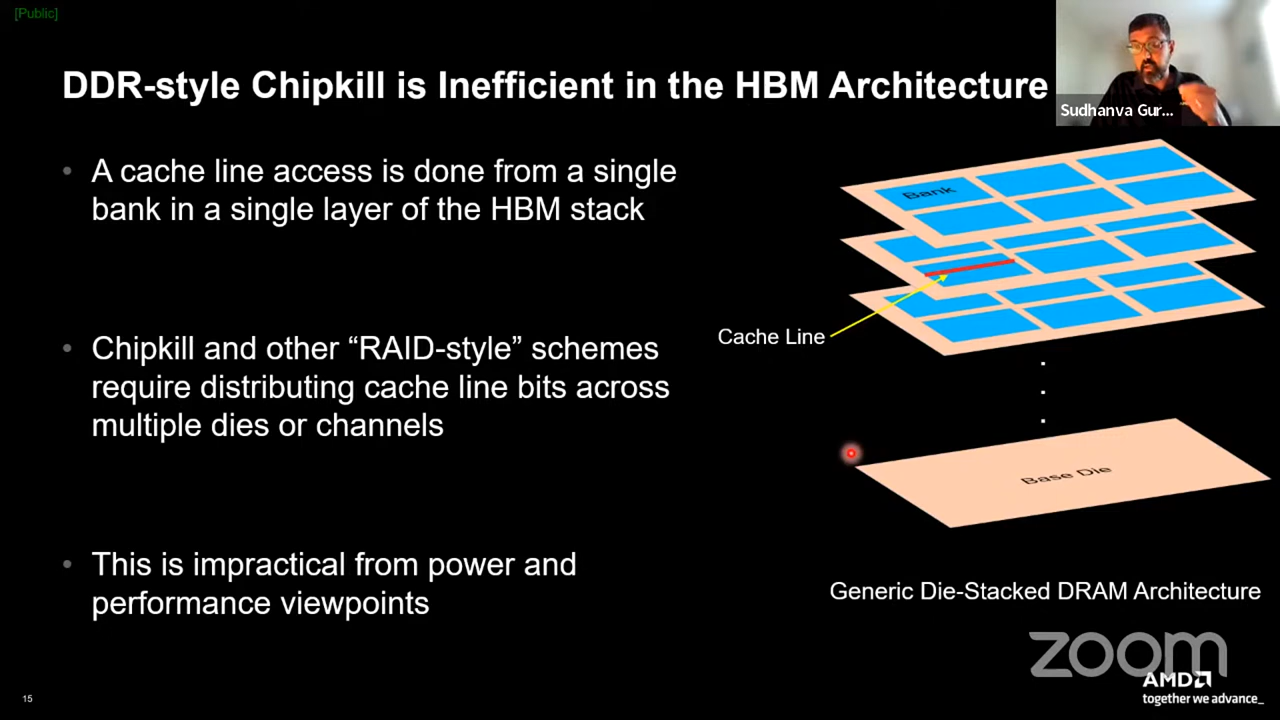 [Public]
DDR-style Chipkill is Inefficient in the HBM Architecture
Sudhanva Gur...
• A cache line access is done from a single
bank in a single layer of the HBM stack
• Chipkill and other “RAID-style” schemes
require distributing cache line bits across
multiple dies or channels
• This is impractical from power and
performance viewpoints
Bank
Cache Line
Base Die
Generic Die-Stacked DRAM Architecture
zoom
AMD
together we advance_
15